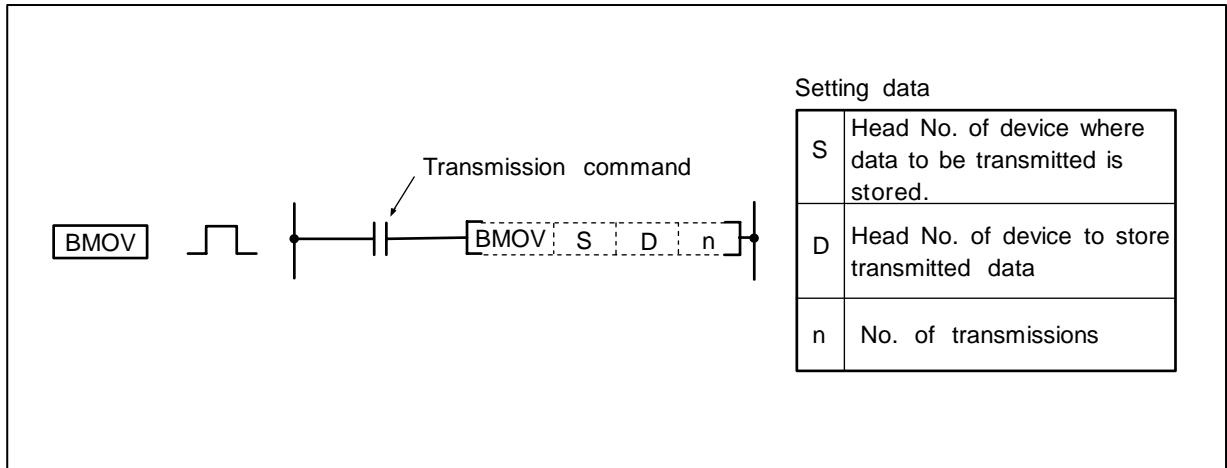 Setting data
S Head No. of device where
data to be transmitted is
stored.
D Head No. of device to store
transmitted data
n No. of transmissions
Transmission command
BMOV
BMOV S D n